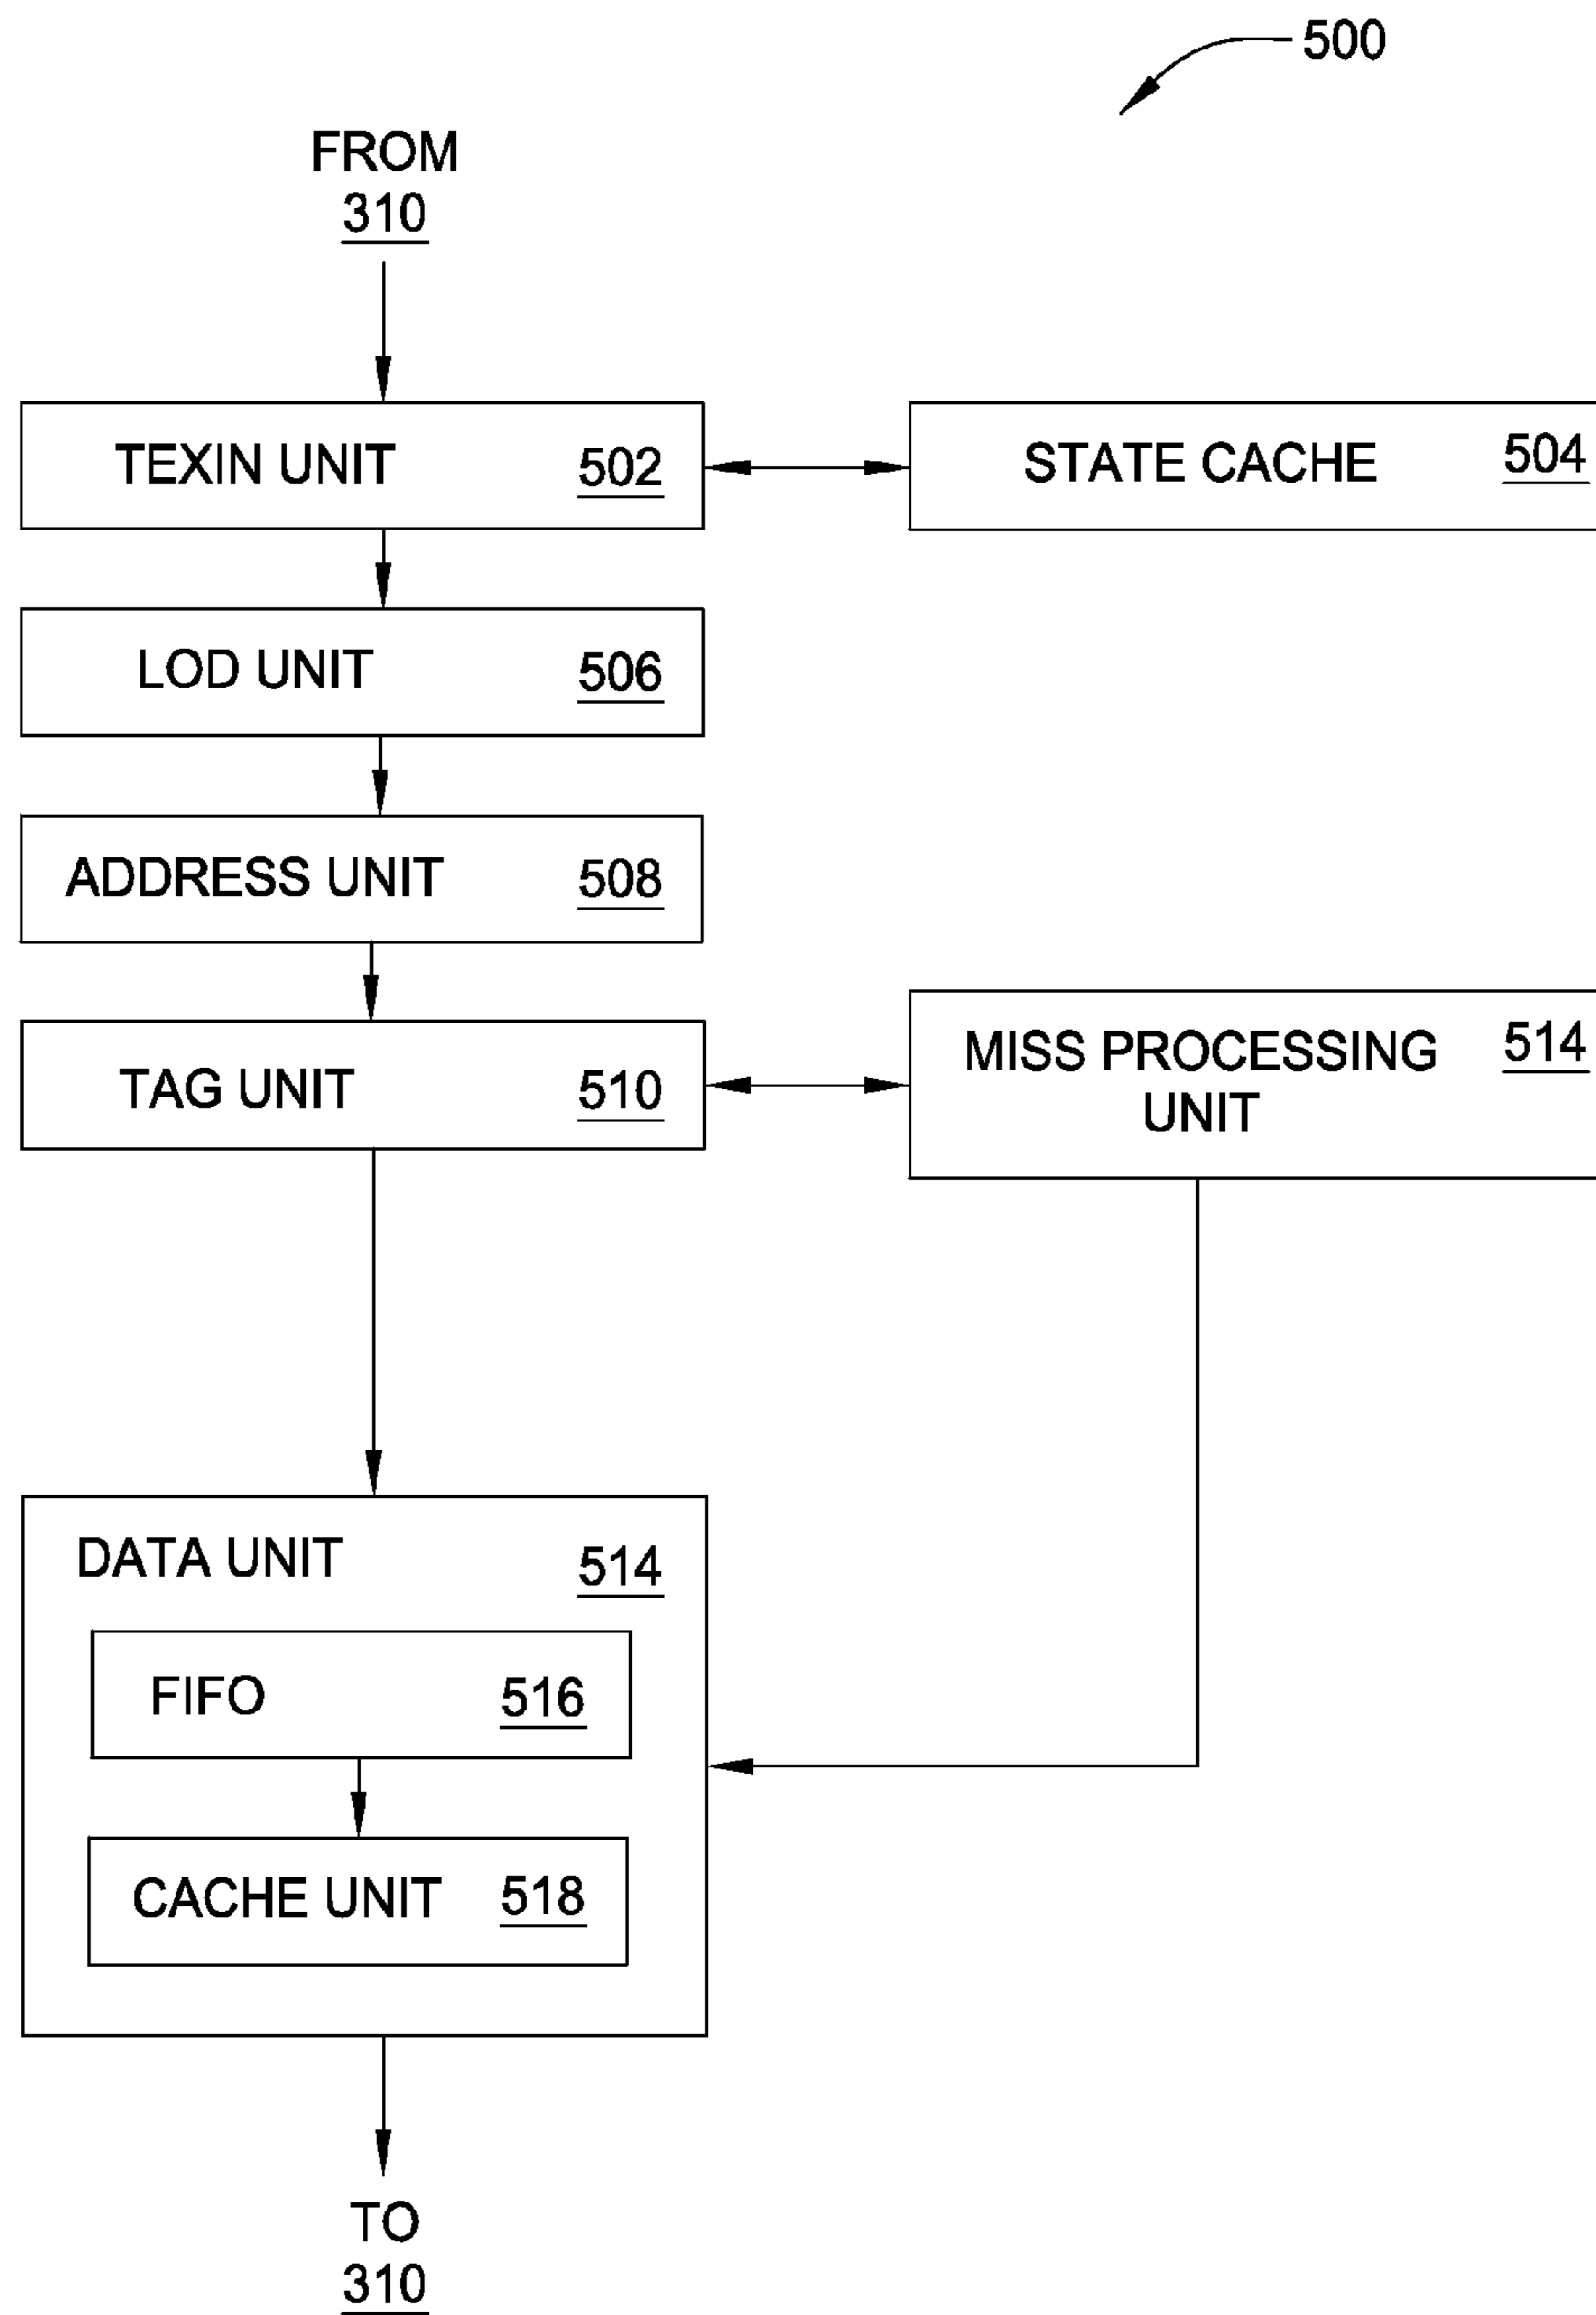 500
FROM
310
TEXIN UNIT 502
STATE CACHE 504
LOD UNIT 506
ADDRESS UNIT 508
TAG UNIT 510
MISS PROCESSING 514
UNIT
DATA UNIT 514
FIFO 516
CACHE UNIT 518
TO
310